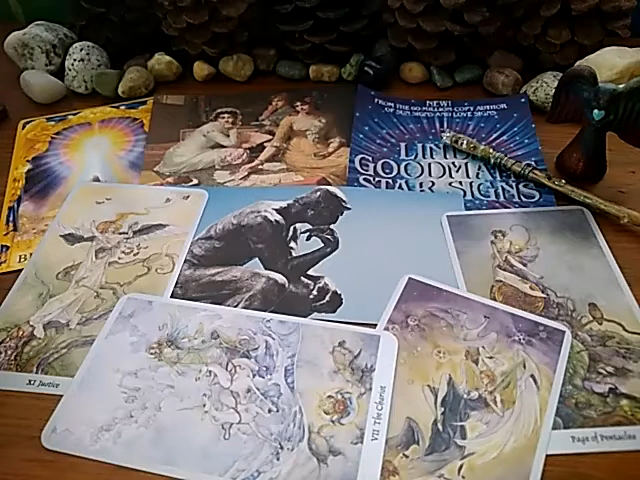 NEW!
FROM THE 60 MILLION COPY AUTHOR
OF SUN SIGNS AND LOVE SIGNS
LINDA
GOODMAN'S
STAR SIGNS
B
XI Justice
VII The Chariot
Page of Pentacles